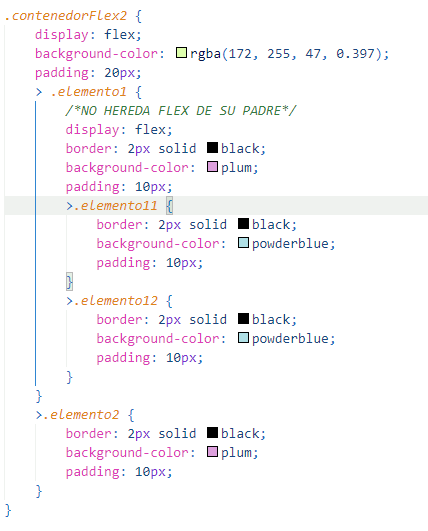 .contenedorFlex2 {
display: flex;
background-color: rgba(172, 255, 47, 0.397);
padding: 20px;
> .elemento1 {
/*NO HEREDA FLEX DE SU PADRE*/
display: flex;
border: 2px solid black;
background-color: plum;
padding: 10px;
>.elemento11 {
border: 2px solid black;
background-color: powderblue;
padding: 10px;
}
>.elemento12 {
border: 2px solid black;
background-color: powderblue;
padding: 10px;
}
}
>.elemento2 {
border: 2px solid black;
background-color: plum;
padding: 10px;
}
}